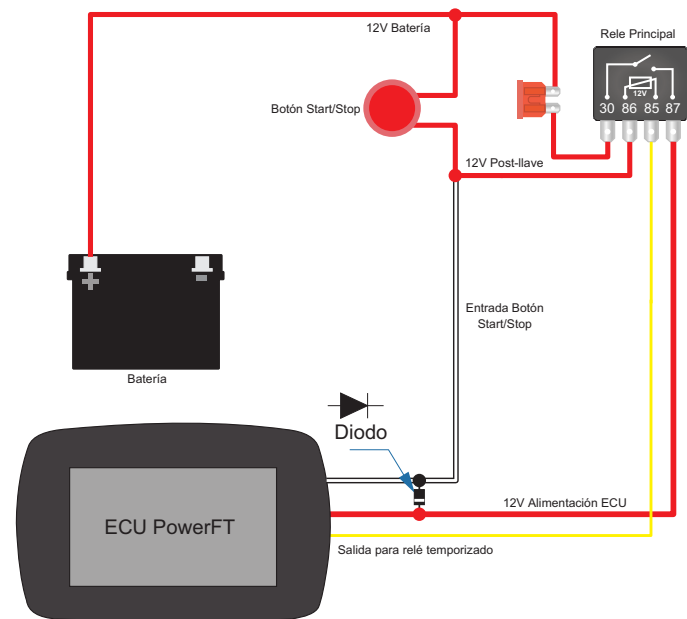 12V Batería
Rele Principal
Botón Start/Stop
12V
30 86 85 87
12V Post-llave
Entrada Botón
Start/Stop
Batería
Diodo
12V Alimentación ECU
ECU PowerFT
Salida para relé temporizado